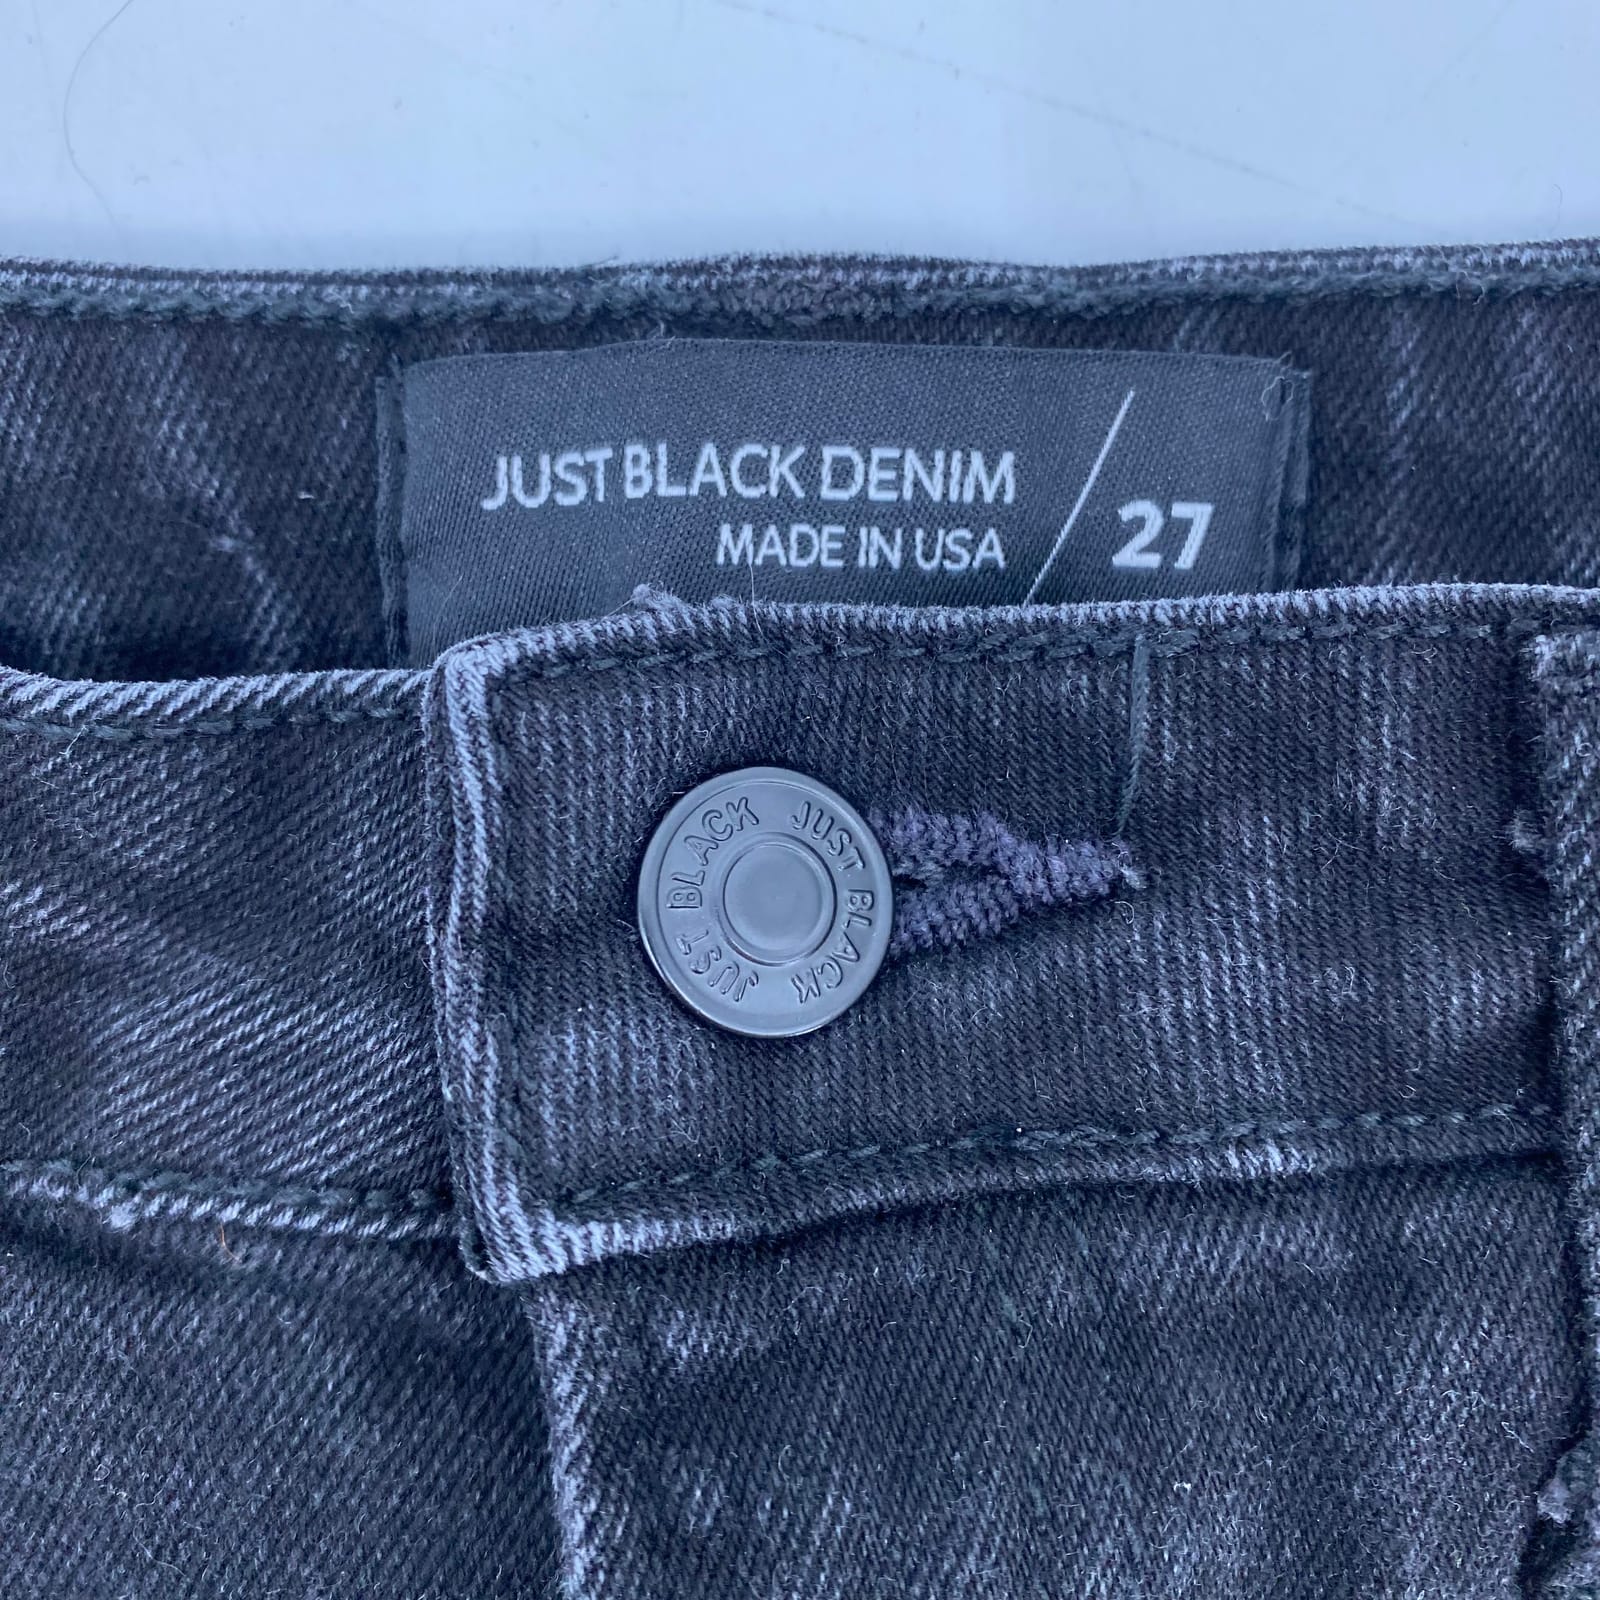 JUST BLACK DENIM / 27
MADE IN USA
JUST BLACK JUST BLACK